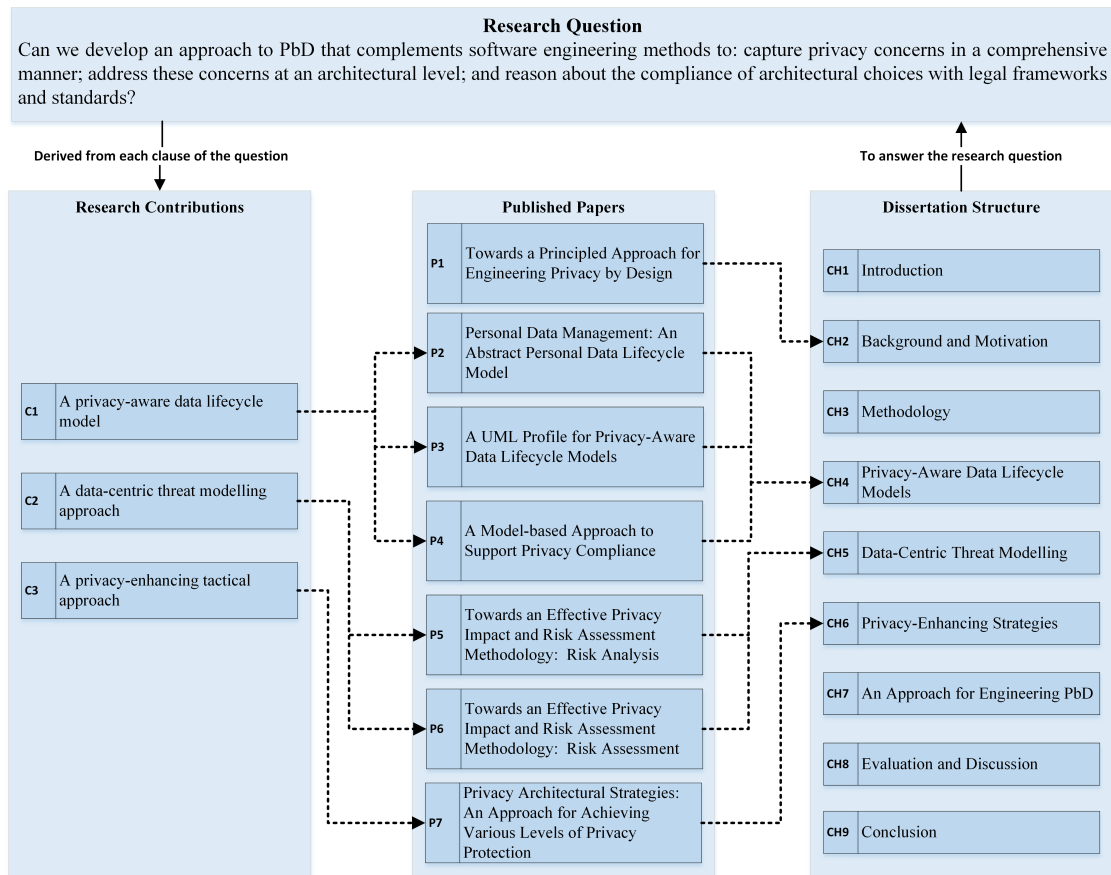 Research Question
Can we develop an approach to PbD that complements software engineering methods to: capture privacy concerns in a comprehensive
manner; address these concerns at an architectural level; and reason about the compliance of architectural choices with legal frameworks
and standards?
Derived from each clause of the question
To answer the research question
Research Contributions
C1
A privacy-aware data lifecycle
model
C2
A data-centric threat modelling
approach
C3
A privacy-enhancing tactical
approach
Published Papers
P1
Towards a Principled Approach for
Engineering Privacy by Design
P2
Personal Data Management: An
Abstract Personal Data Lifecycle
Model
P3
A UML Profile for Privacy-Aware
Data Lifecycle Models
P4
A Model-based Approach to
Support Privacy Compliance
P5
Towards an Effective Privacy
Impact and Risk Assessment
Methodology: Risk Analysis
P6
Towards an Effective Privacy
Impact and Risk Assessment
Methodology: Risk Assessment
P7
Privacy Architectural Strategies:
An Approach for Achieving
Various Levels of Privacy
Protection
Dissertation Structure
CH1 Introduction
CH2 Background and Motivation
CH3 Methodology
CH4
Privacy-Aware Data Lifecycle
Models
CH5 Data-Centric Threat Modelling
CH6 Privacy-Enhancing Strategies
CH7 An Approach for Engineering PbD
CH8 Evaluation and Discussion
CH9 Conclusion